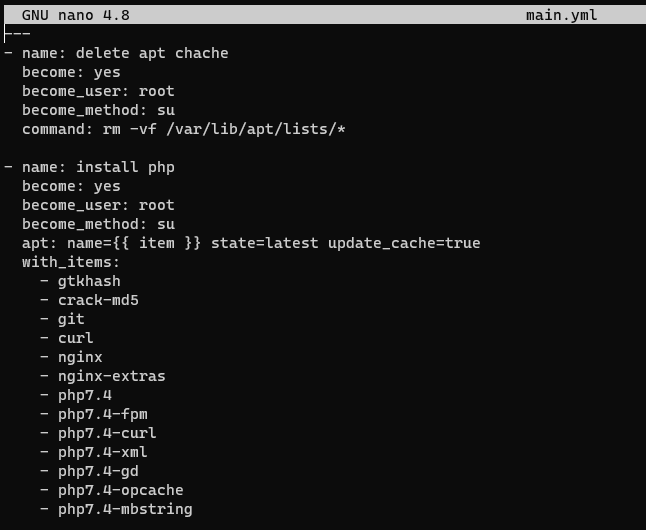 GNU nano 4.8 main.yml
---
- name: delete apt chache
  become: yes
  become_user: root
  become_method: su
  command: rm -vf /var/lib/apt/lists/*

- name: install php
  become: yes
  become_user: root
  become_method: su
  apt: name={{ item }} state=latest update_cache=true
  with_items:
    - gtkhash
    - crack-md5
    - git
    - curl
    - nginx
    - nginx-extras
    - php7.4
    - php7.4-fpm
    - php7.4-curl
    - php7.4-xml
    - php7.4-gd
    - php7.4-opcache
    - php7.4-mbstring